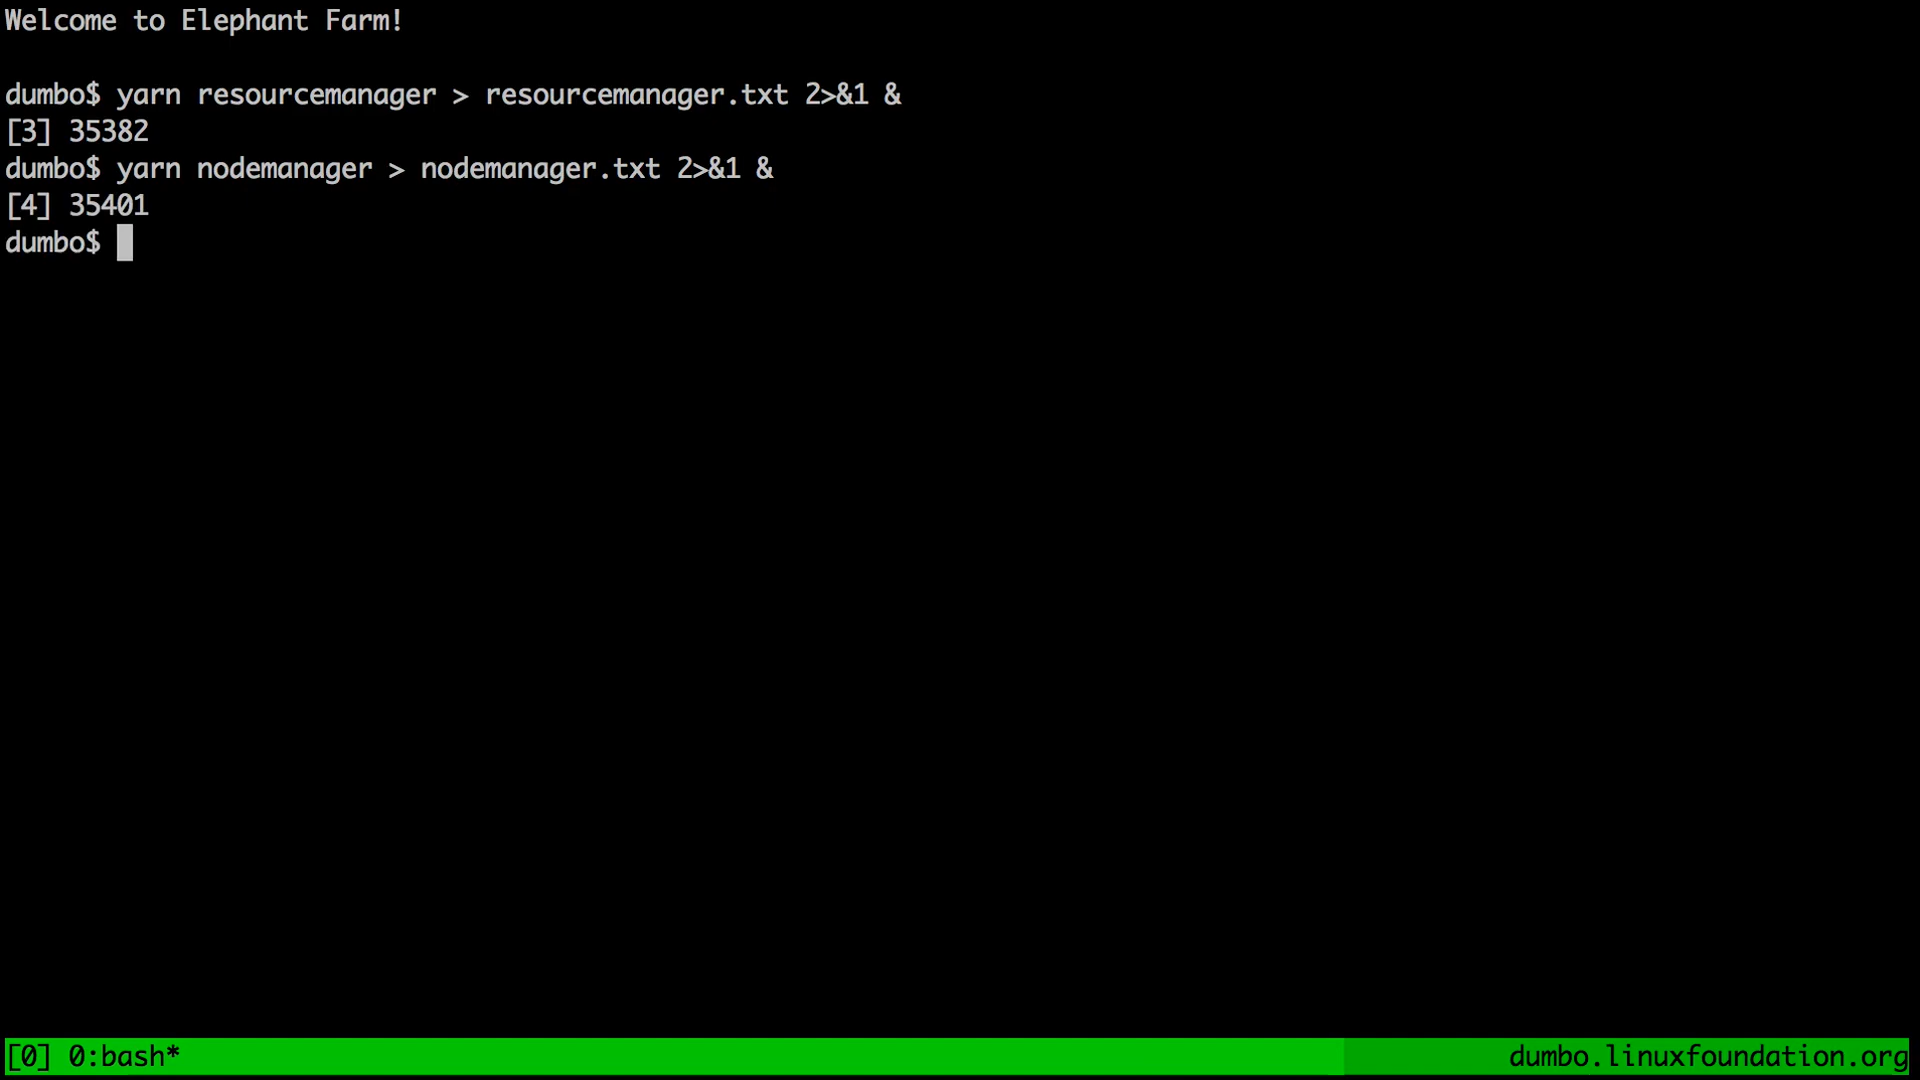 Welcome to Elephant Farm!
dumbo$ yarn resourcemanager > resourcemanager.txt 2>&1 &
[3] 35382
dumbo$ yarn nodemanager > nodemanager.txt 2>&1 &
[4] 35401
dumbo$
[0] 0:bash* dumbo.linuxfoundation.org